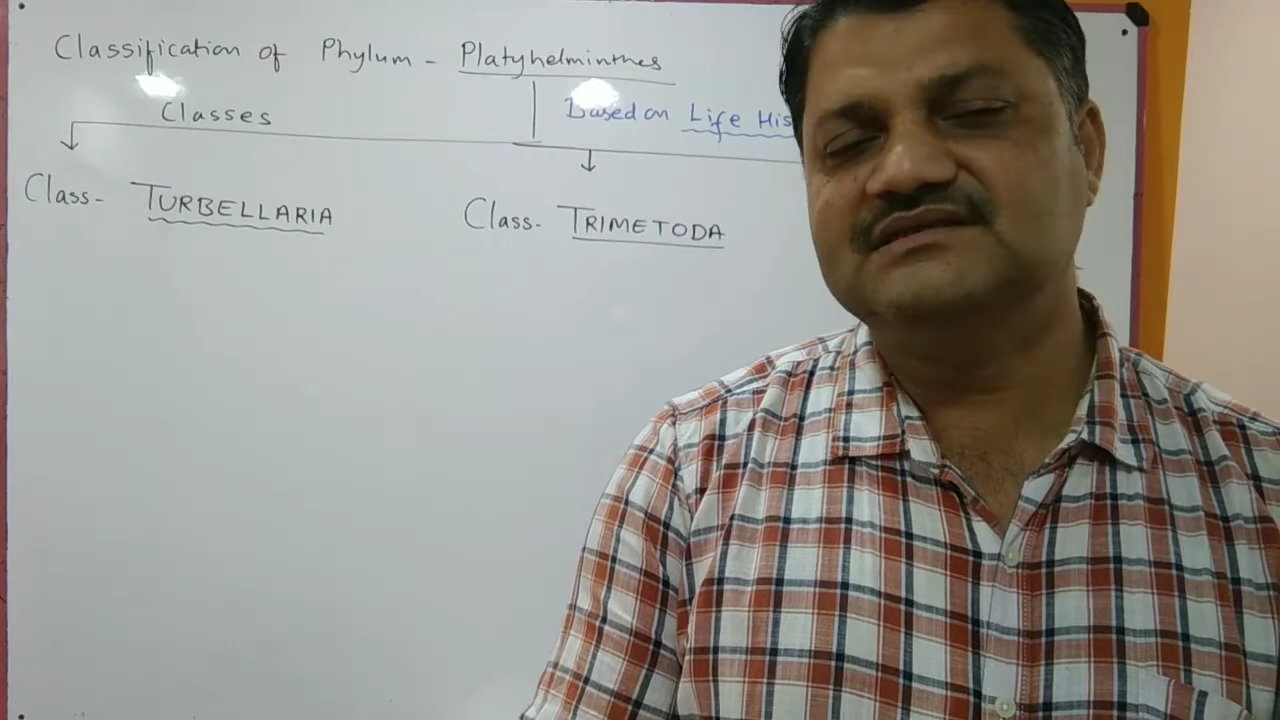 Classification of Phylum - Platyhelminthes
Classes
Based on Life His
Class- TURBELLARIA
Class- TRIMETODA